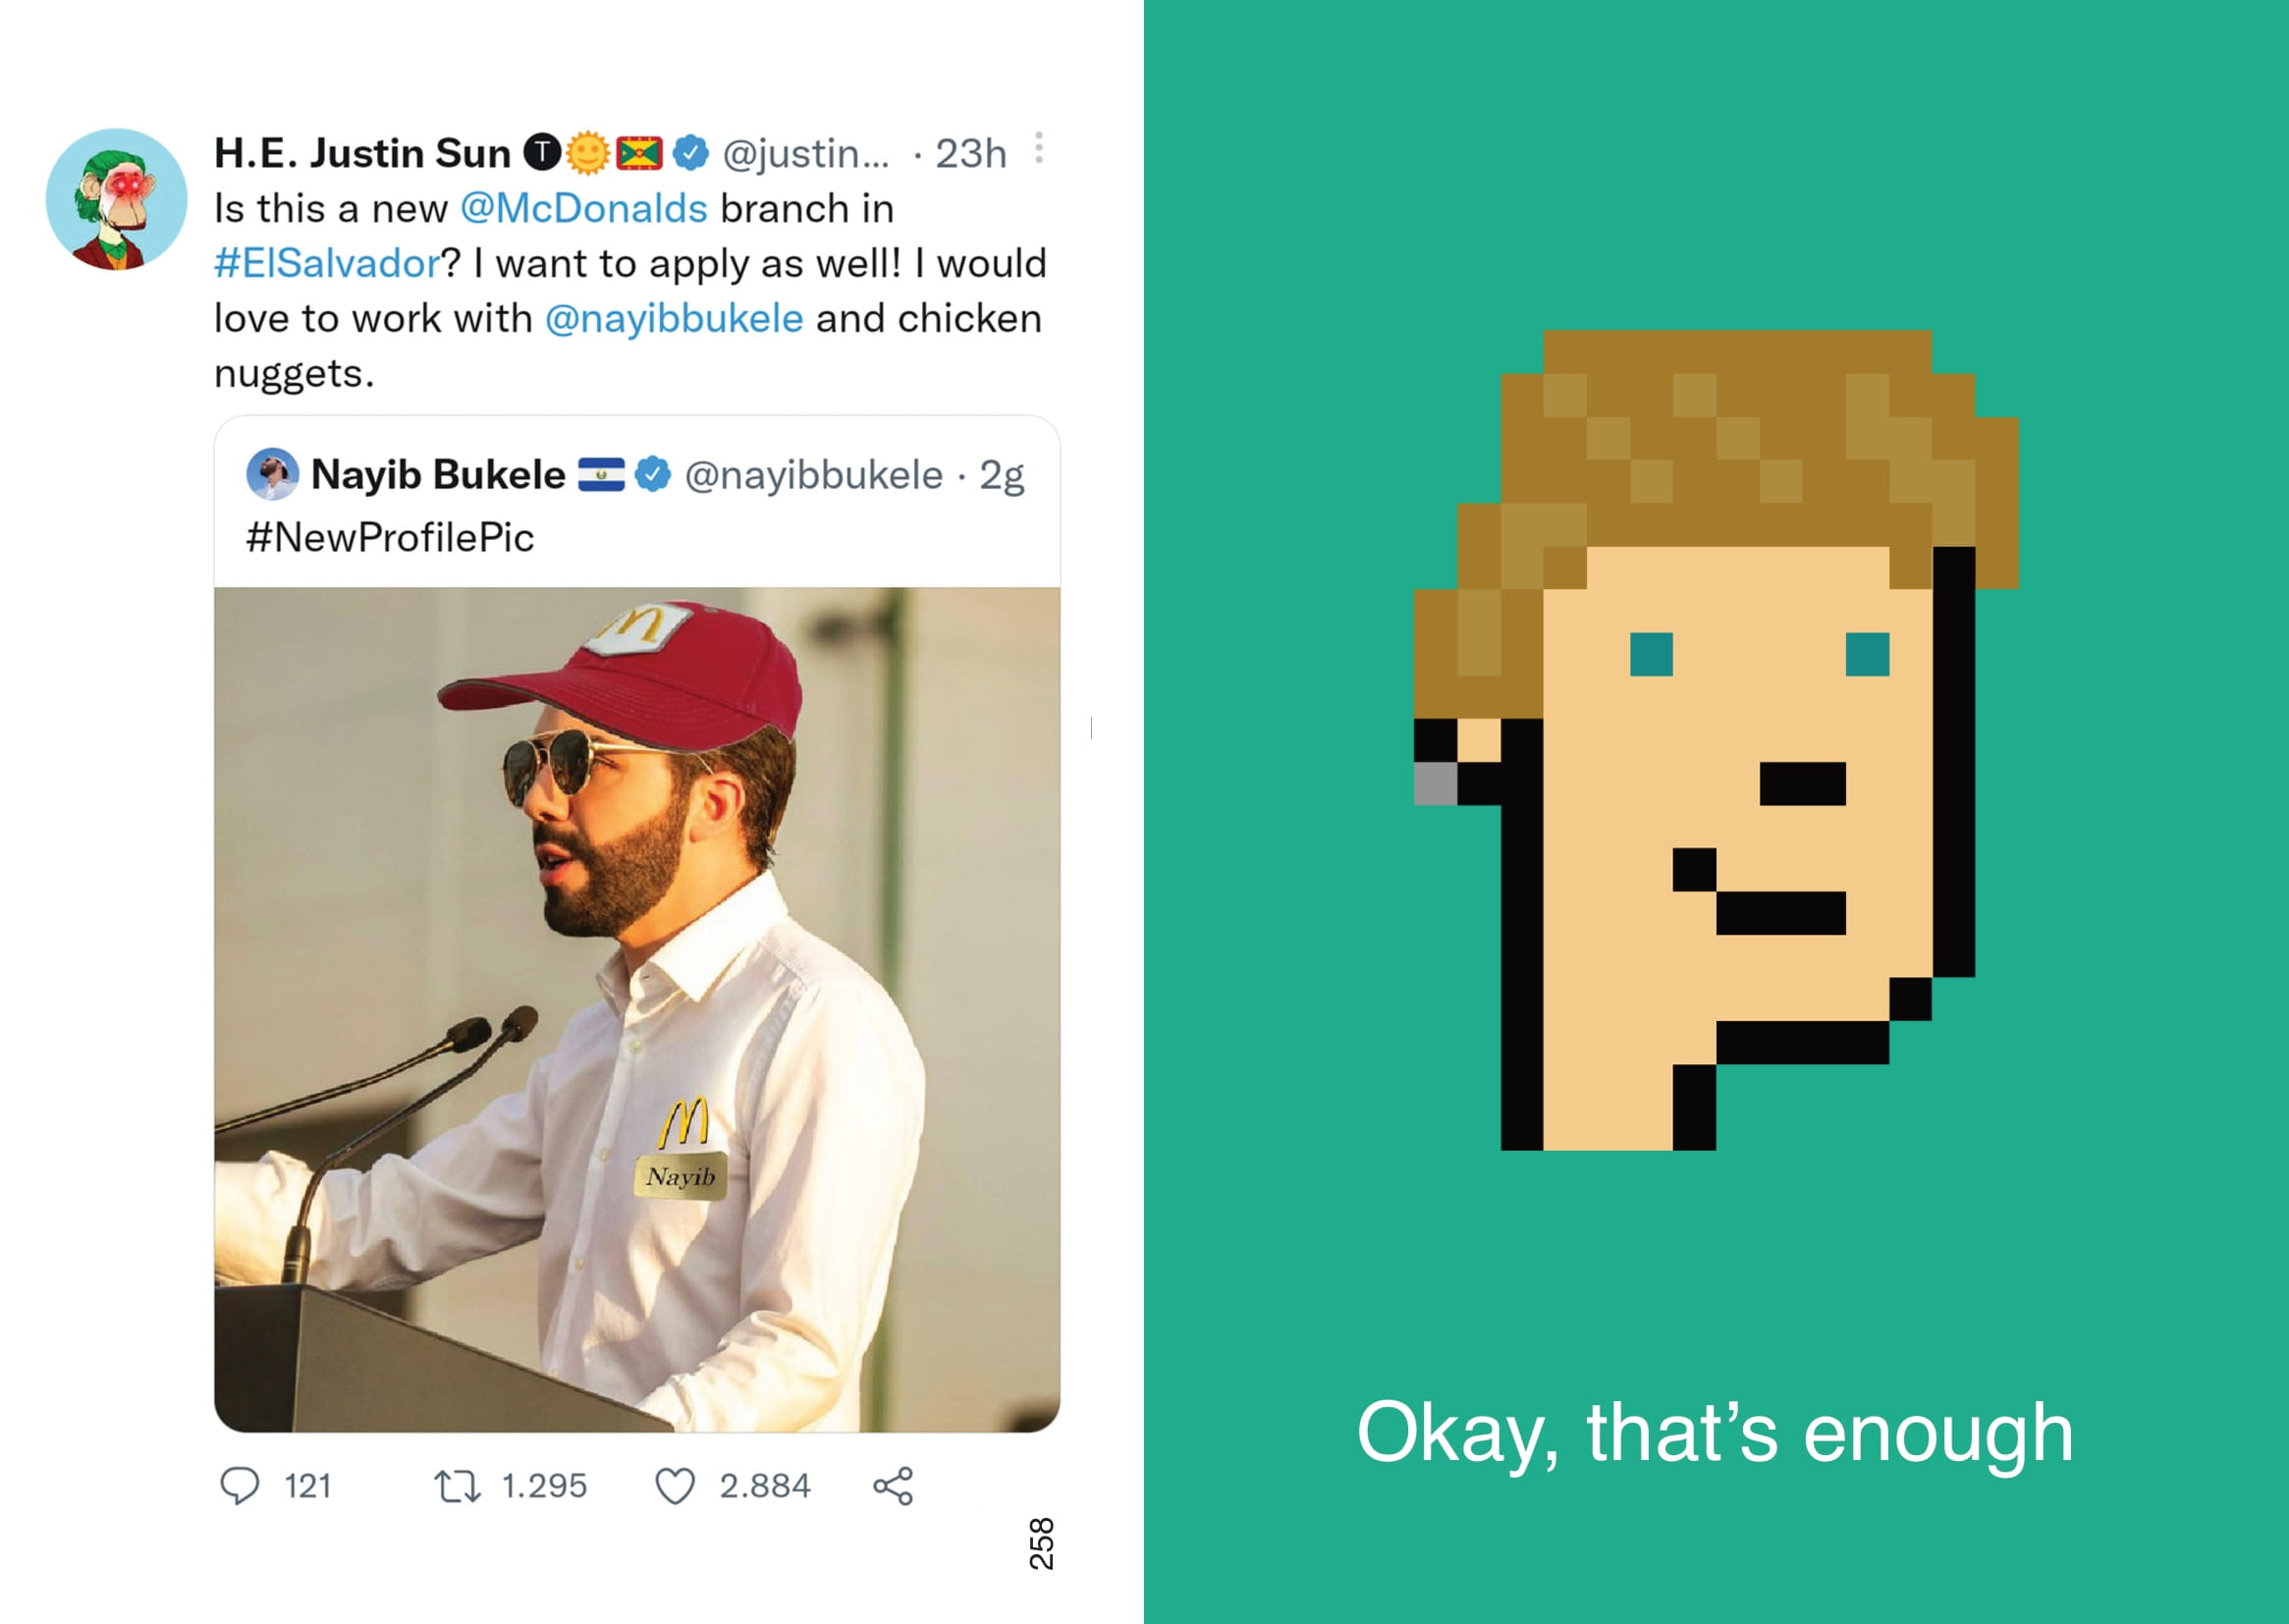 H.E. Justin Sun @justin... · 23h
Is this a new @McDonalds branch in
#ElSalvador? I want to apply as well! I would
love to work with @nayibbukele and chicken
nuggets.
Nayib Bukele @nayibbukele · 2g
#NewProfilePic
M
M
Nayib
121 1.295 2.884
258
Okay, that’s enough